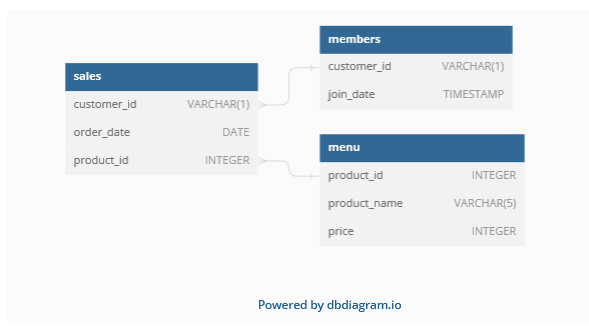 sales
customer_id VARCHAR(1)
order_date DATE
product_id INTEGER
members
customer_id VARCHAR(1)
join_date TIMESTAMP
menu
product_id INTEGER
product_name VARCHAR(5)
price INTEGER
Powered by dbdiagram.io